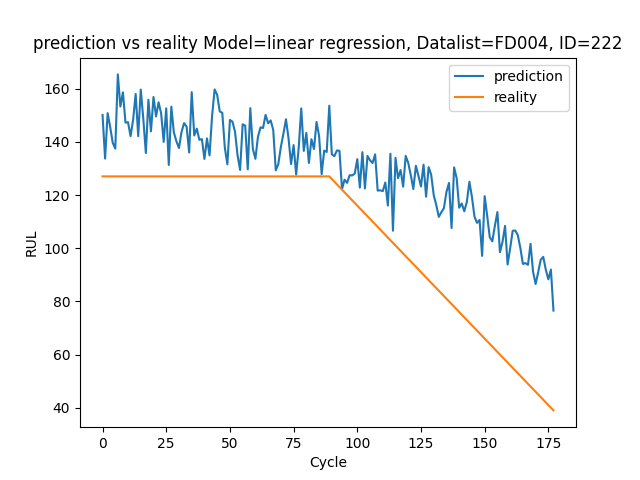 prediction vs reality Model=linear regression, Datalist=FD004, ID=222
prediction
reality
160
140
120
100
80
60
40
RUL
0 25 50 75 100 125 150 175
Cycle